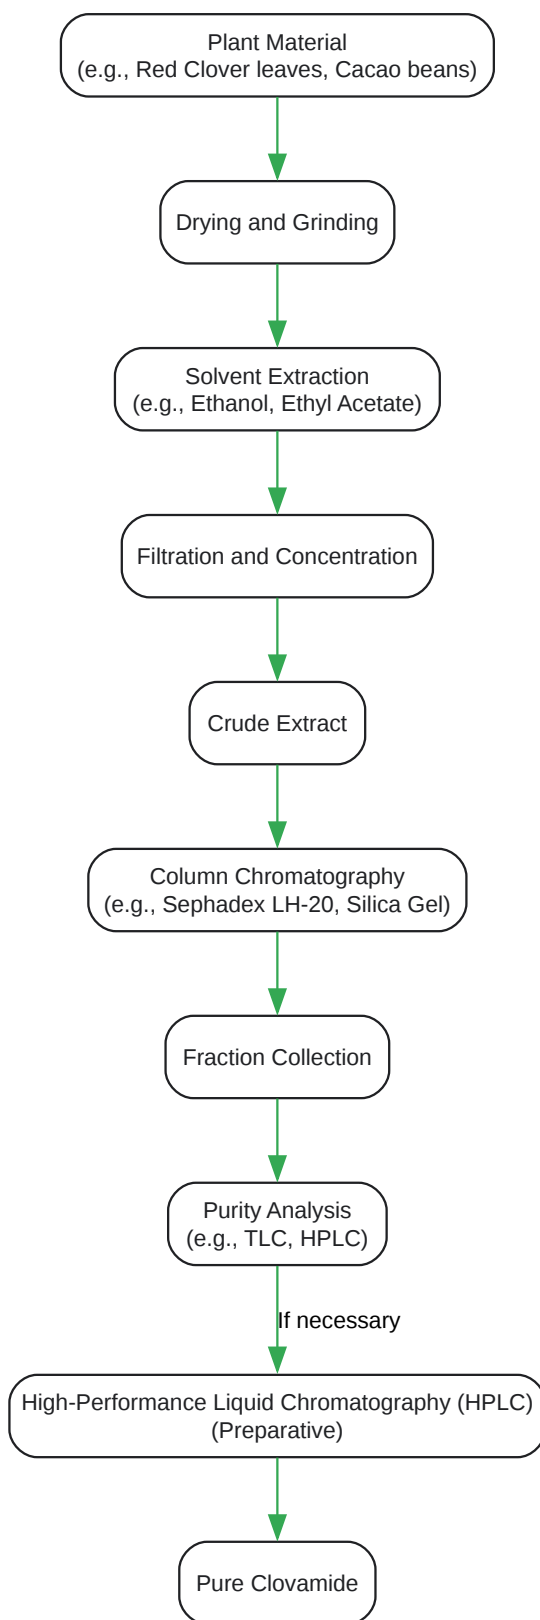 Plant Material
(e.g., Red Clover leaves, Cacao beans)
Drying and Grinding
Solvent Extraction
(e.g., Ethanol, Ethyl Acetate)
Filtration and Concentration
Crude Extract
Column Chromatography
(e.g., Sephadex LH-20, Silica Gel)
Fraction Collection
Purity Analysis
(e.g., TLC, HPLC)
If necessary
High-Performance Liquid Chromatography (HPLC)
(Preparative)
Pure Clovamide